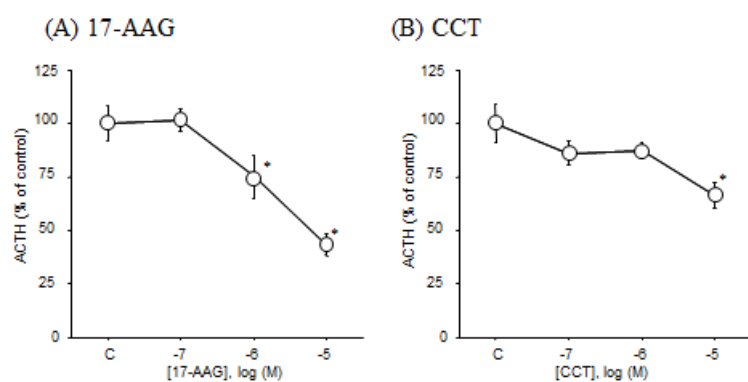 (A) 17-AAG
125
100
75
50
25
0
ACTH (% of control)
*
*
C -7 -6 -5
[17-AAG], log (M)
(B) CCT
125
100
75
50
25
0
ACTH (% of control)
*
C -7 -6 -5
[CCT], log (M)